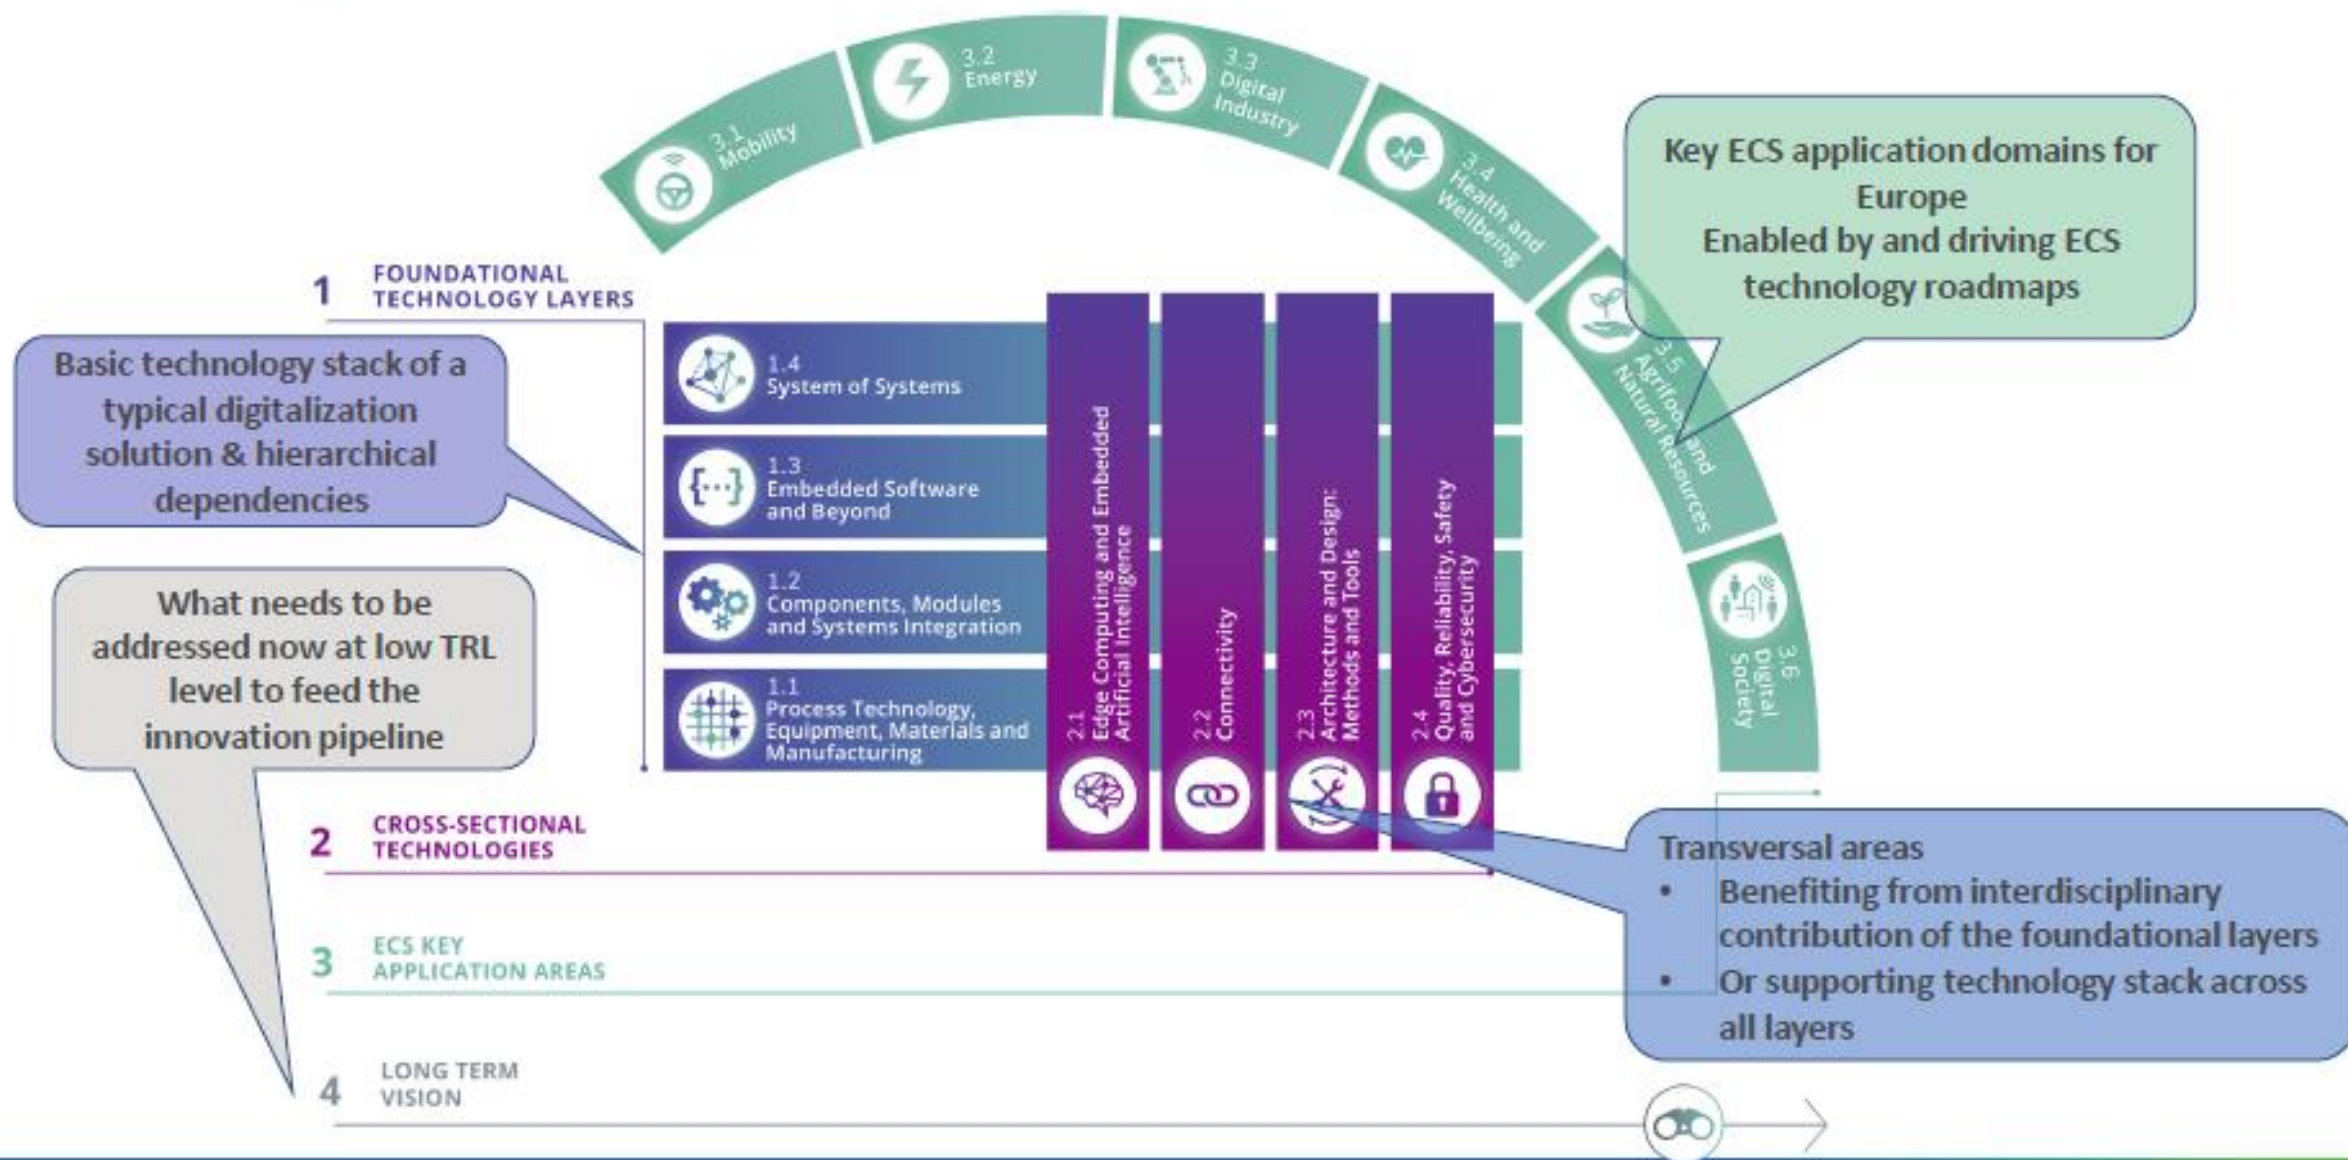 3.1
Mobility
3.2
Energy
3.3
Digital
Industry
3.4
Health and
Wellbeing
3.5
Agrifood and
Natural Resources
3.6
Digital
Society
Key ECS application domains for
Europe
Enabled by and driving ECS
technology roadmaps
1
FOUNDATIONAL
TECHNOLOGY LAYERS
Basic technology stack of a
typical digitalization
solution & hierarchical
dependencies
What needs to be
addressed now at low TRL
level to feed the
innovation pipeline
1.4
System of Systems
1.3
Embedded Software
and Beyond
1.2
Components, Modules
and Systems Integration
1.1
Process Technology,
Equipment, Materials and
Manufacturing
2.1
Edge Computing and Embedded
Artificial Intelligence
2.2
Connectivity
2.3
Architecture and Design:
Methods and Tools
2.4
Quality, Reliability, Safety
and Cybersecurity
2
CROSS-SECTIONAL
TECHNOLOGIES
Transversal areas
• Benefiting from interdisciplinary
contribution of the foundational layers
• Or supporting technology stack across
all layers
3
ECS KEY
APPLICATION AREAS
4
LONG TERM
VISION